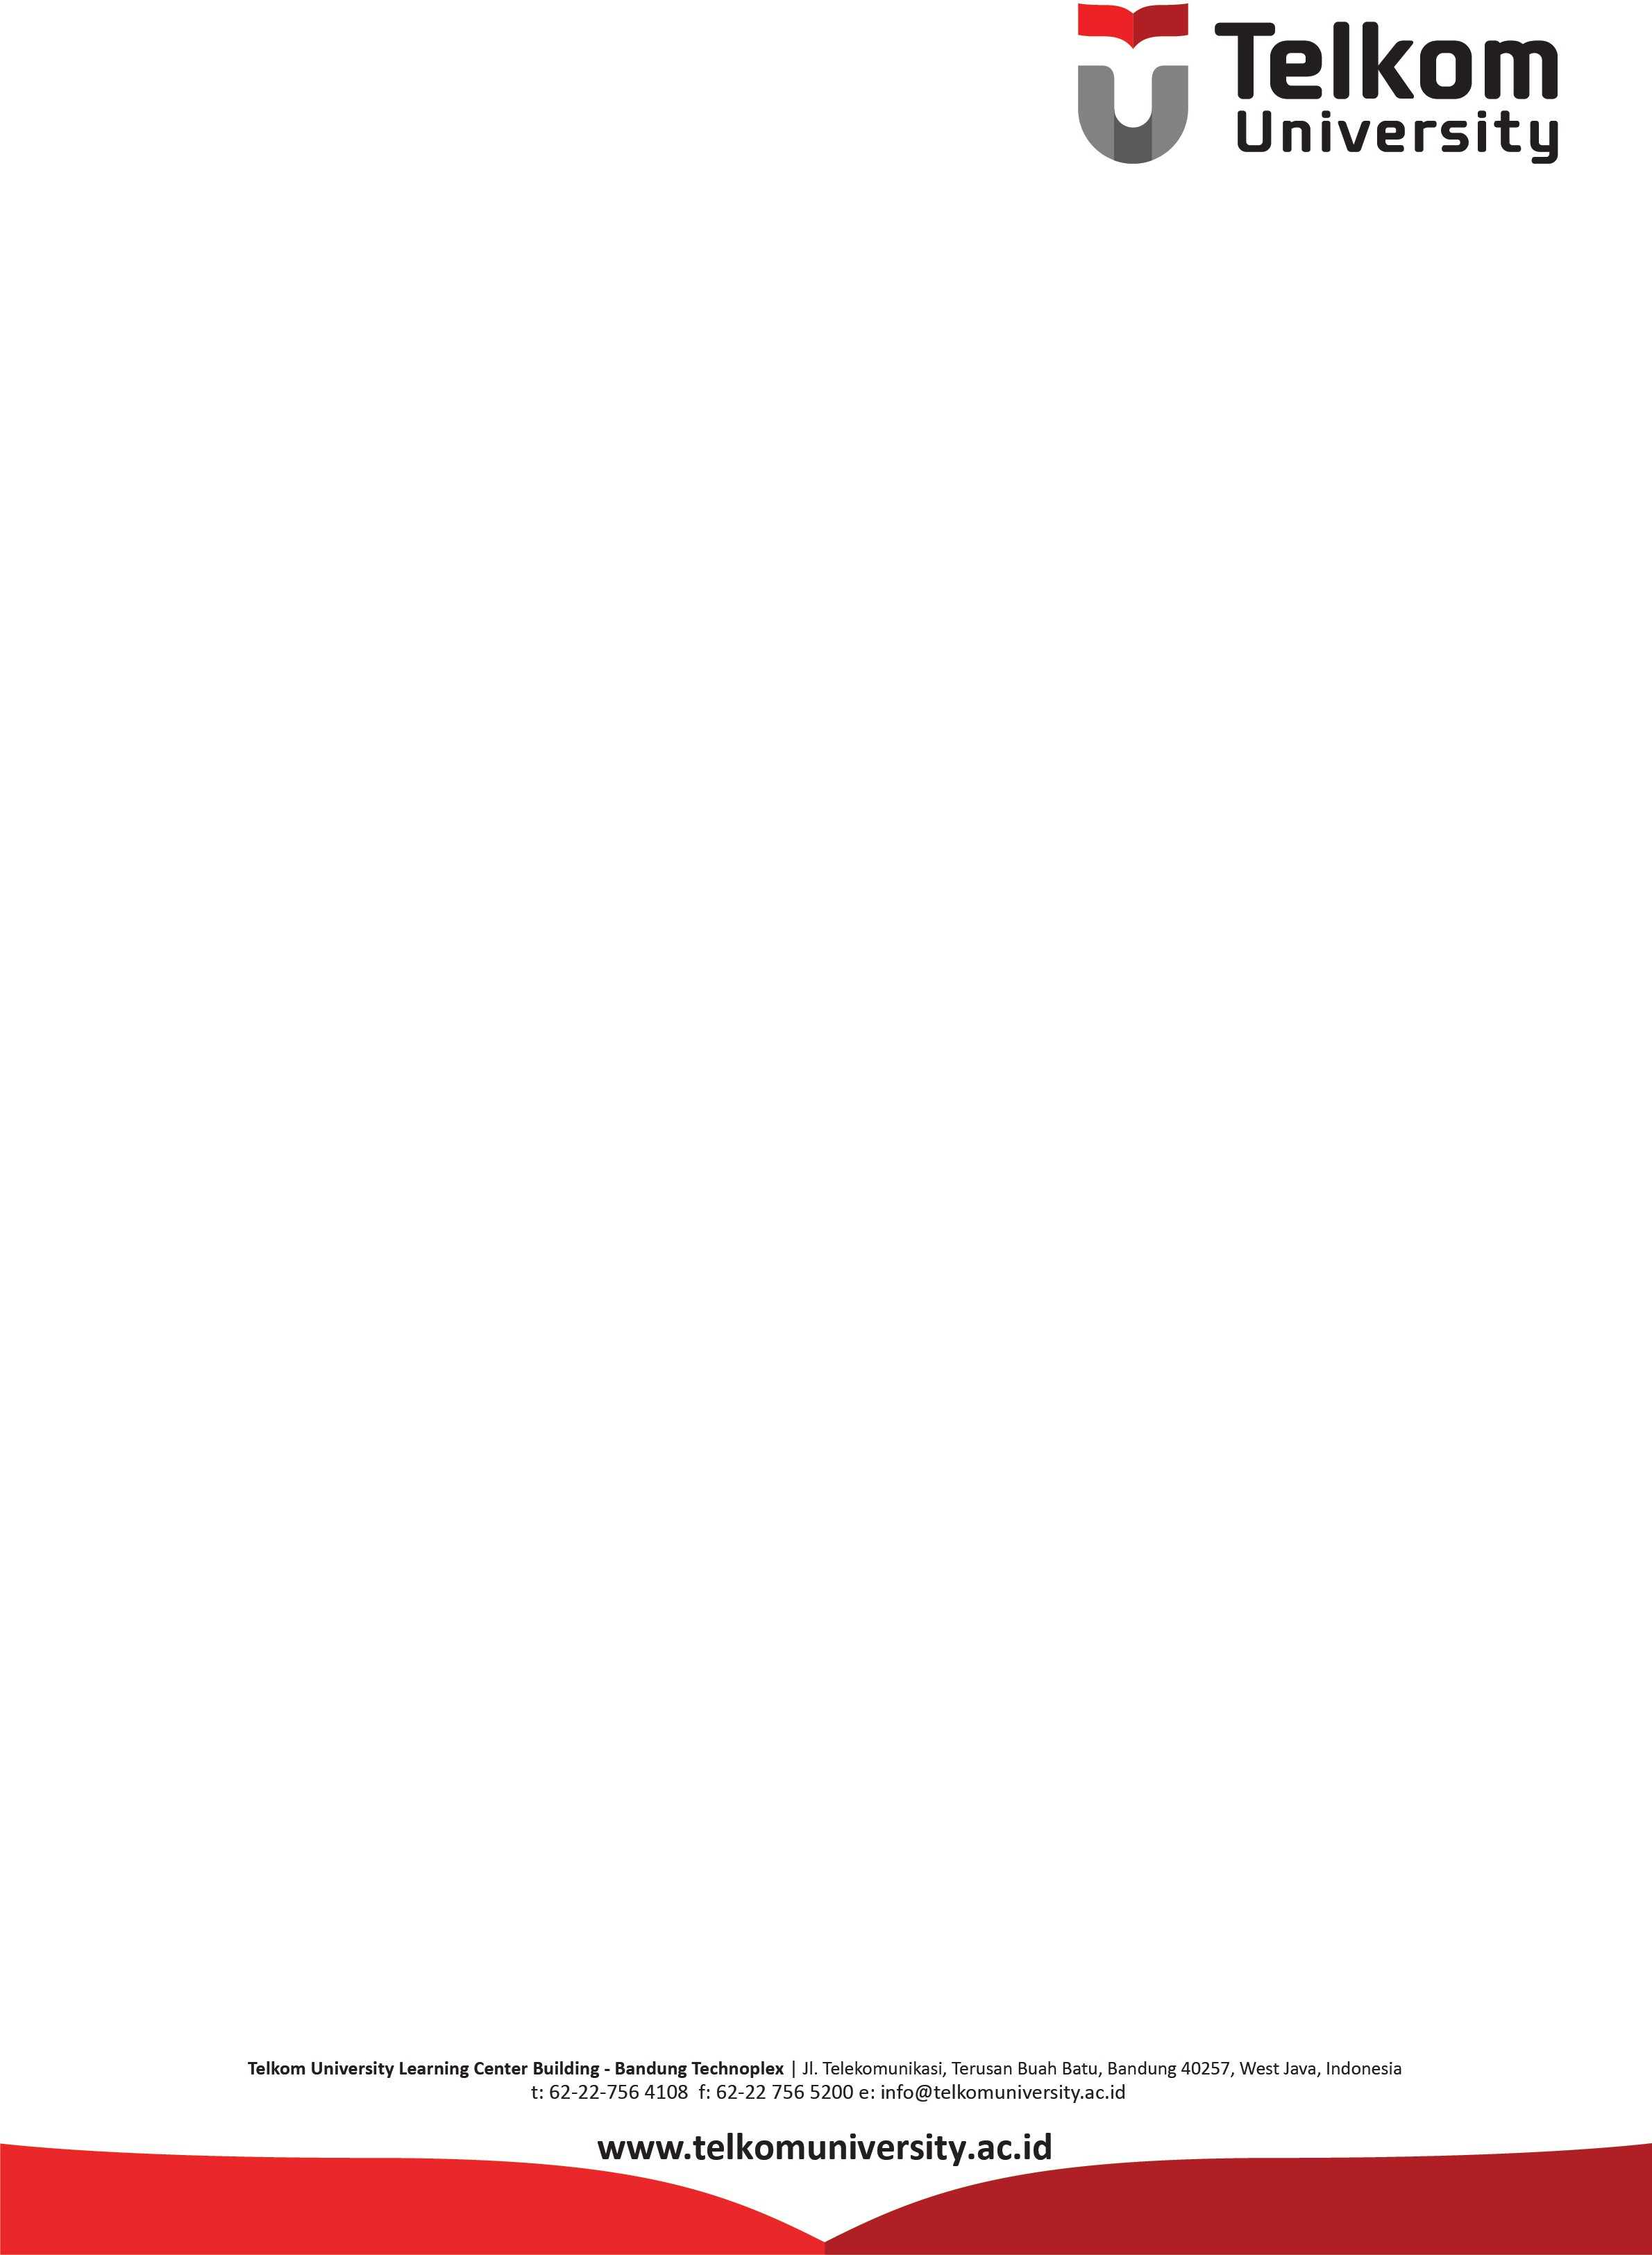 Telkom
University
Telkom University Learning Center Building - Bandung Technoplex | Jl. Telekomunikasi, Terusan Buah Batu, Bandung 40257, West Java, Indonesia
t: 62-22-756 4108  f: 62-22 756 5200 e: info@telkomuniversity.ac.id
www.telkomuniversity.ac.id